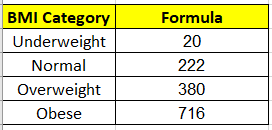 BMI Category Formula
Underweight 20
Normal 222
Overweight 380
Obese 716